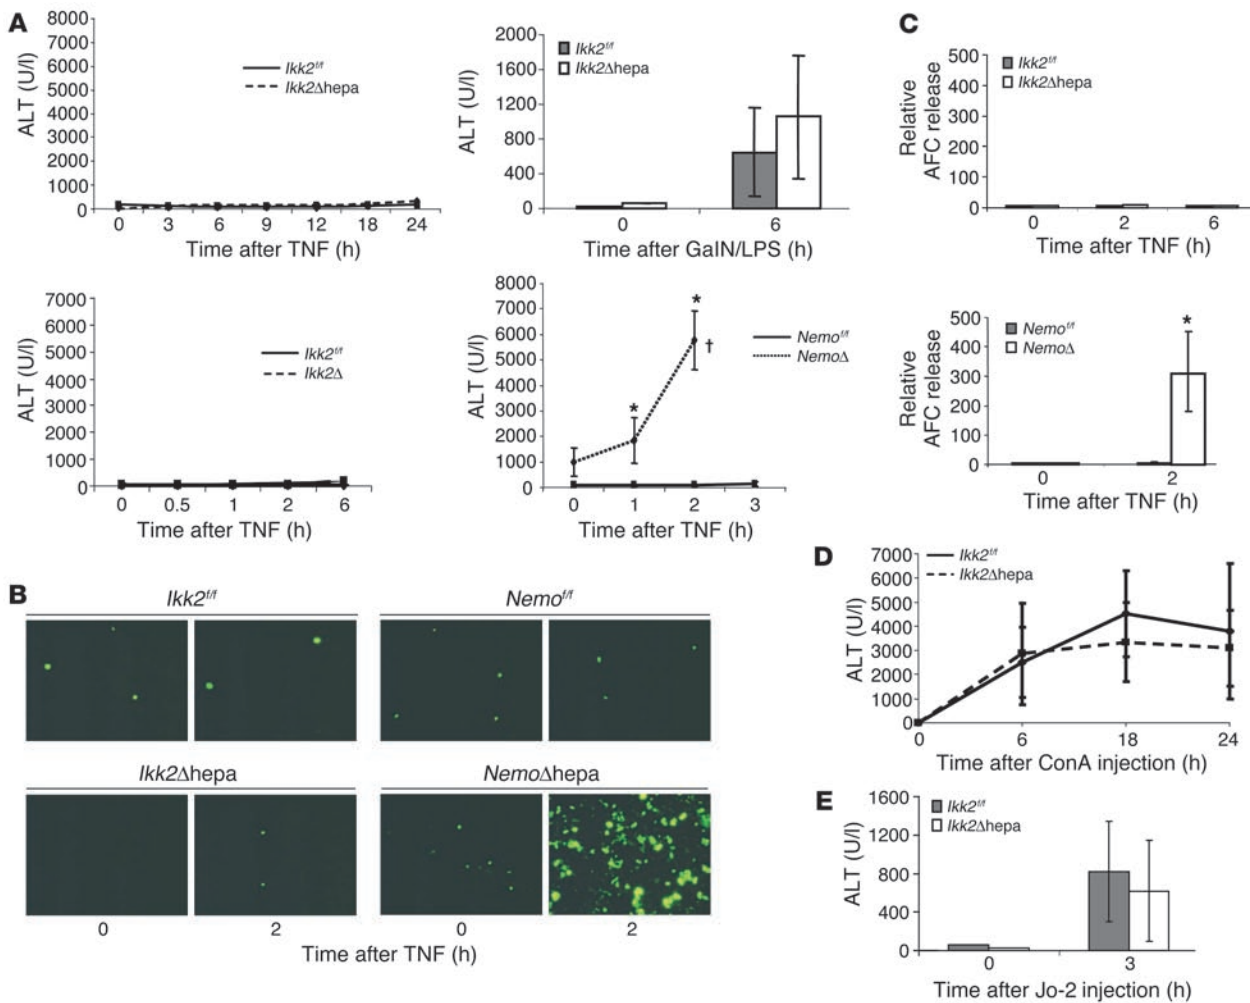 A
ALT (U/l)
8000
7000
6000
5000
4000
3000
2000
1000
0
Ikk2f/f
Ikk2Δhepa
0 3 6 9 12 18 24
Time after TNF (h)
ALT (U/l)
2000
1600
1200
800
400
0
Ikk2f/f
Ikk2Δhepa
0 6
Time after GalN/LPS (h)
ALT (U/l)
7000
6000
5000
4000
3000
2000
1000
0
Ikk2f/f
Ikk2Δ
0 0.5 1 2 6
Time after TNF (h)
ALT (U/l)
8000
7000
6000
5000
4000
3000
2000
1000
0
*
*
†
Nemof/f
NemoΔ
0 1 2 3
Time after TNF (h)
B
Ikk2f/f
Nemof/f
Ikk2Δhepa
NemoΔhepa
0 2 0 2
Time after TNF (h)
C
Relative
AFC release
500
400
300
200
100
0
Ikk2f/f
Ikk2Δhepa
0 2 6
Time after TNF (h)
Relative
AFC release
500
400
300
200
100
0
Nemof/f
NemoΔ
*
0 2
Time after TNF (h)
D
ALT (U/l)
7000
6000
5000
4000
3000
2000
1000
0
Ikk2f/f
Ikk2Δhepa
0 6 18 24
Time after ConA injection (h)
E
ALT (U/l)
1600
1200
800
400
0
Ikk2f/f
Ikk2Δhepa
0 3
Time after Jo-2 injection (h)